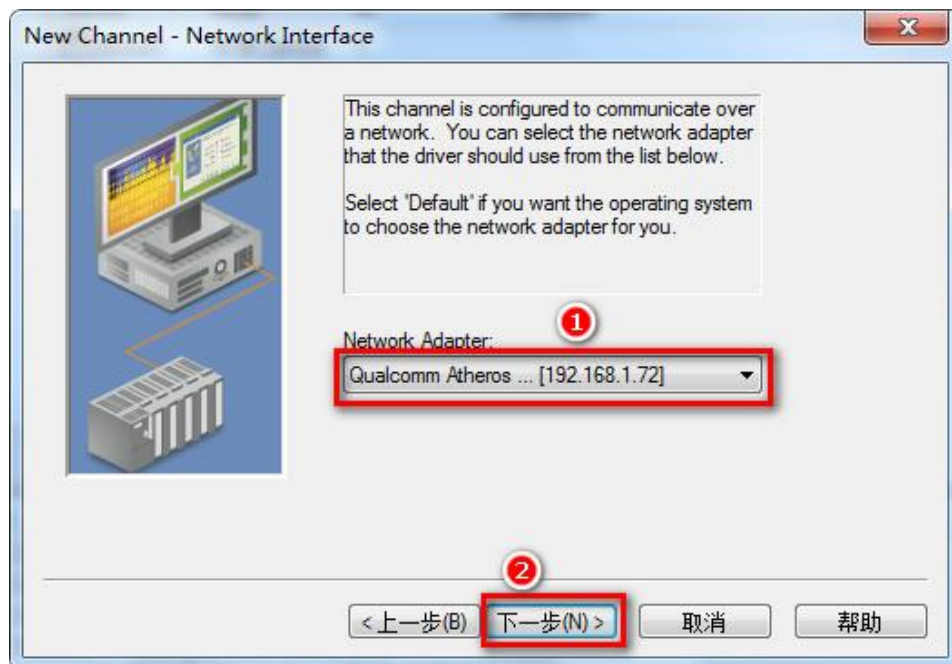 New Channel - Network Interface
This channel is configured to communicate over
a network. You can select the network adapter
that the driver should use from the list below.
Select 'Default' if you want the operating system
to choose the network adapter for you.
1
Network Adapter:
Qualcomm Atheros ... [192.168.1.72]
2
<上一步(B) 下一步(N)> 取消 帮助